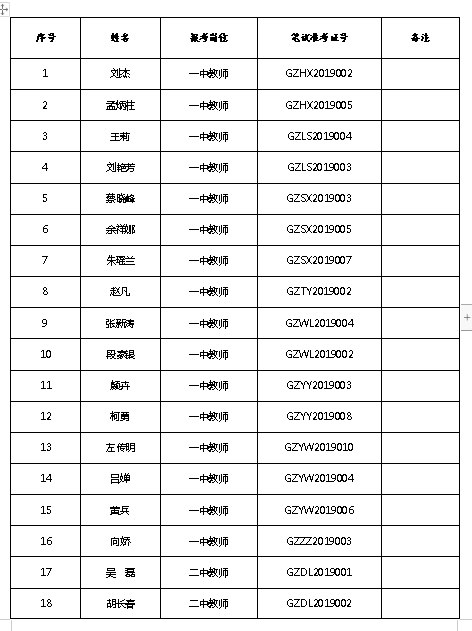 序号 姓名 报考岗位 笔试准考证号 备注
1 刘杰 一中教师 GZHX2019002
2 孟炳柱 一中教师 GZHX2019005
3 王莉 一中教师 GZLS2019004
4 刘艳芳 一中教师 GZLS2019003
5 蔡晓峰 一中教师 GZSX2019003
6 余祥娜 一中教师 GZSX2019005
7 朱瑶兰 一中教师 GZSX2019007
8 赵凡 一中教师 GZTY2019002
9 张新涛 一中教师 GZWL2019004
10 段豪银 一中教师 GZWL2019002
11 颜卉 一中教师 GZYY2019003
12 柯勇 一中教师 GZYY2019008
13 左传明 一中教师 GZYW2019010
14 吕婵 一中教师 GZYW2019004
15 黄兵 一中教师 GZYW2019006
16 向娇 一中教师 GZZZ2019003
17 吴 磊 二中教师 GZDL2019001
18 胡长春 二中教师 GZDL2019002